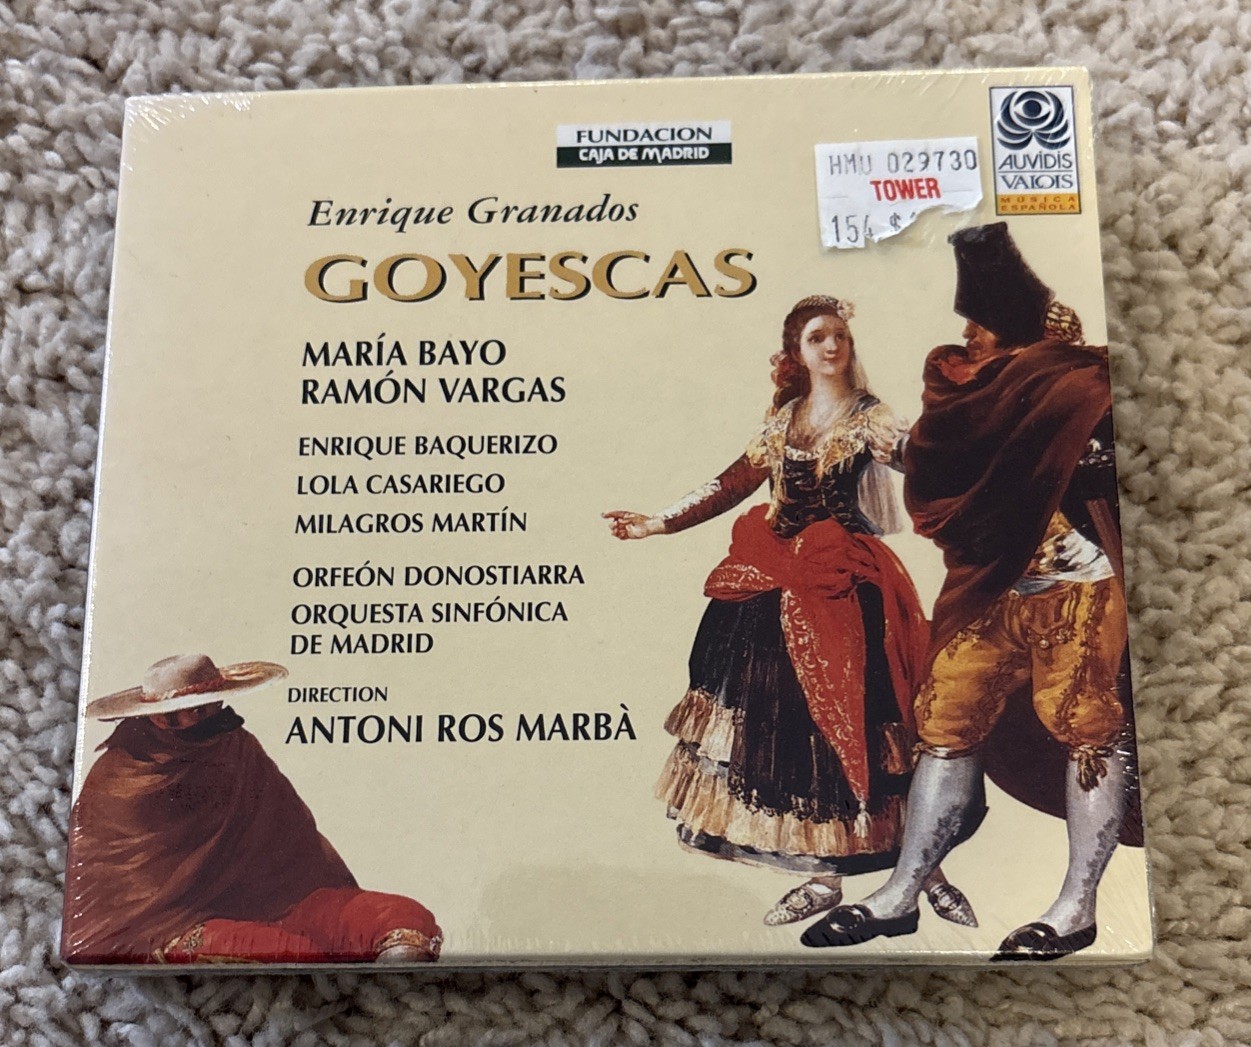 FUNDACION
CAJA DE MADRID
HMU 029730
TOWER
154 $
AUVIDIS
VALOIS
MÚSICA
ESPAÑOLA
Enrique Granados
GOYESCAS
MARÍA BAYO
RAMÓN VARGAS
ENRIQUE BAQUERIZO
LOLA CASARIEGO
MILAGROS MARTÍN
ORFEÓN DONOSTIARRA
ORQUESTA SINFÓNICA
DE MADRID
DIRECTION
ANTONI ROS MARBÀ